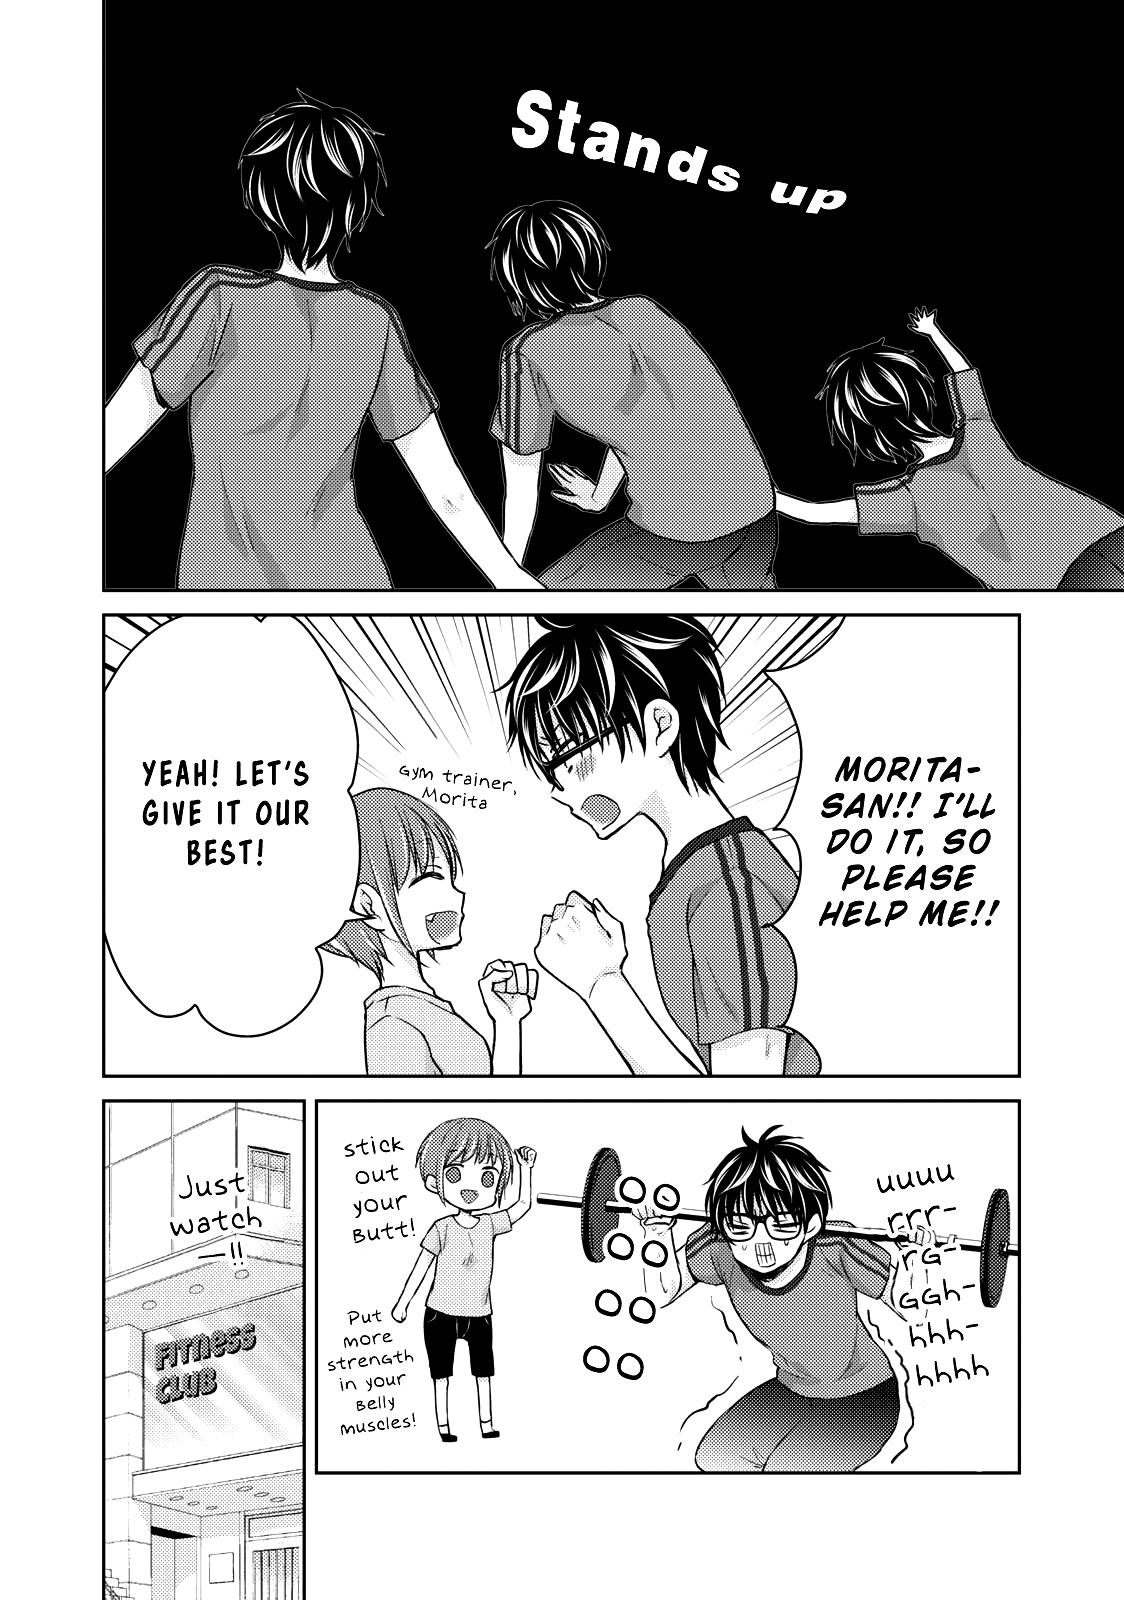 Stands up
MORITA-
SAN!! I'LL
DO IT, SO
PLEASE
HELP ME!!
Gym trainer,
Morita
YEAH! LET'S
GIVE IT OUR
BEST!
uuuu
rrr-
rg-
GGh-
hhh-
hhhh
stick
out
your
Butt!
Put
more
strength
in your
Belly
muscles!
Just
watch
—!!
FITNESS
CLUB